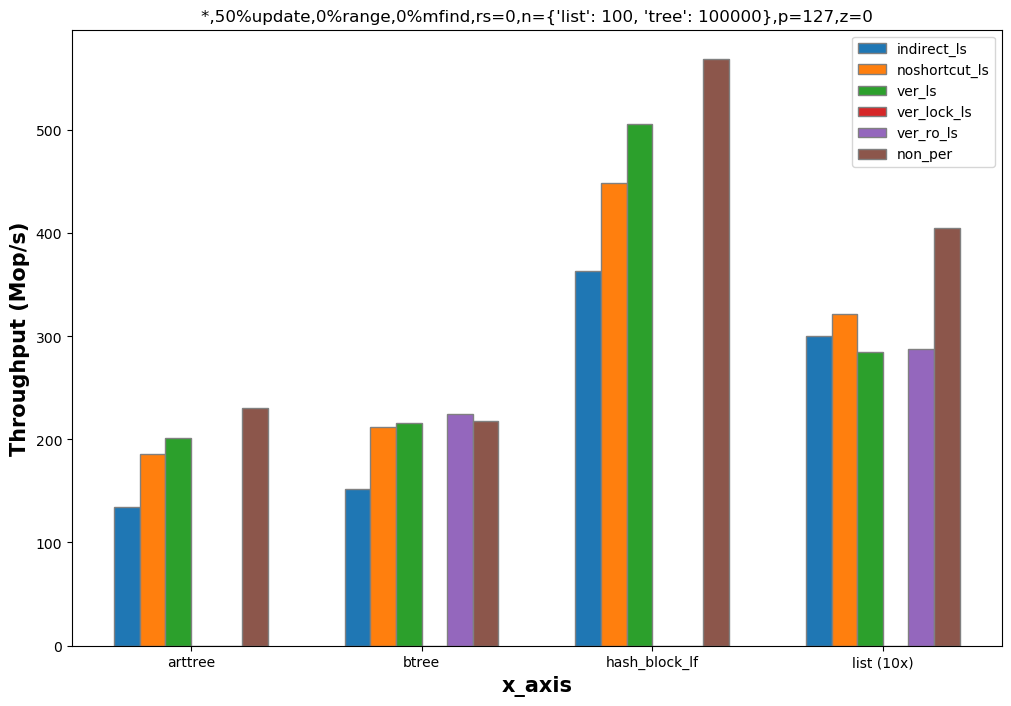 *,50%update,0%range,0%mfind,rs=0,n={'list': 100, 'tree': 100000},p=127,z=0
indirect_ls
noshortcut_ls
ver_ls
ver_lock_ls
ver_ro_ls
non_per
Throughput (Mop/s)
500
400
300
200
100
0
arttree
btree
hash_block_lf
list (10x)
x_axis